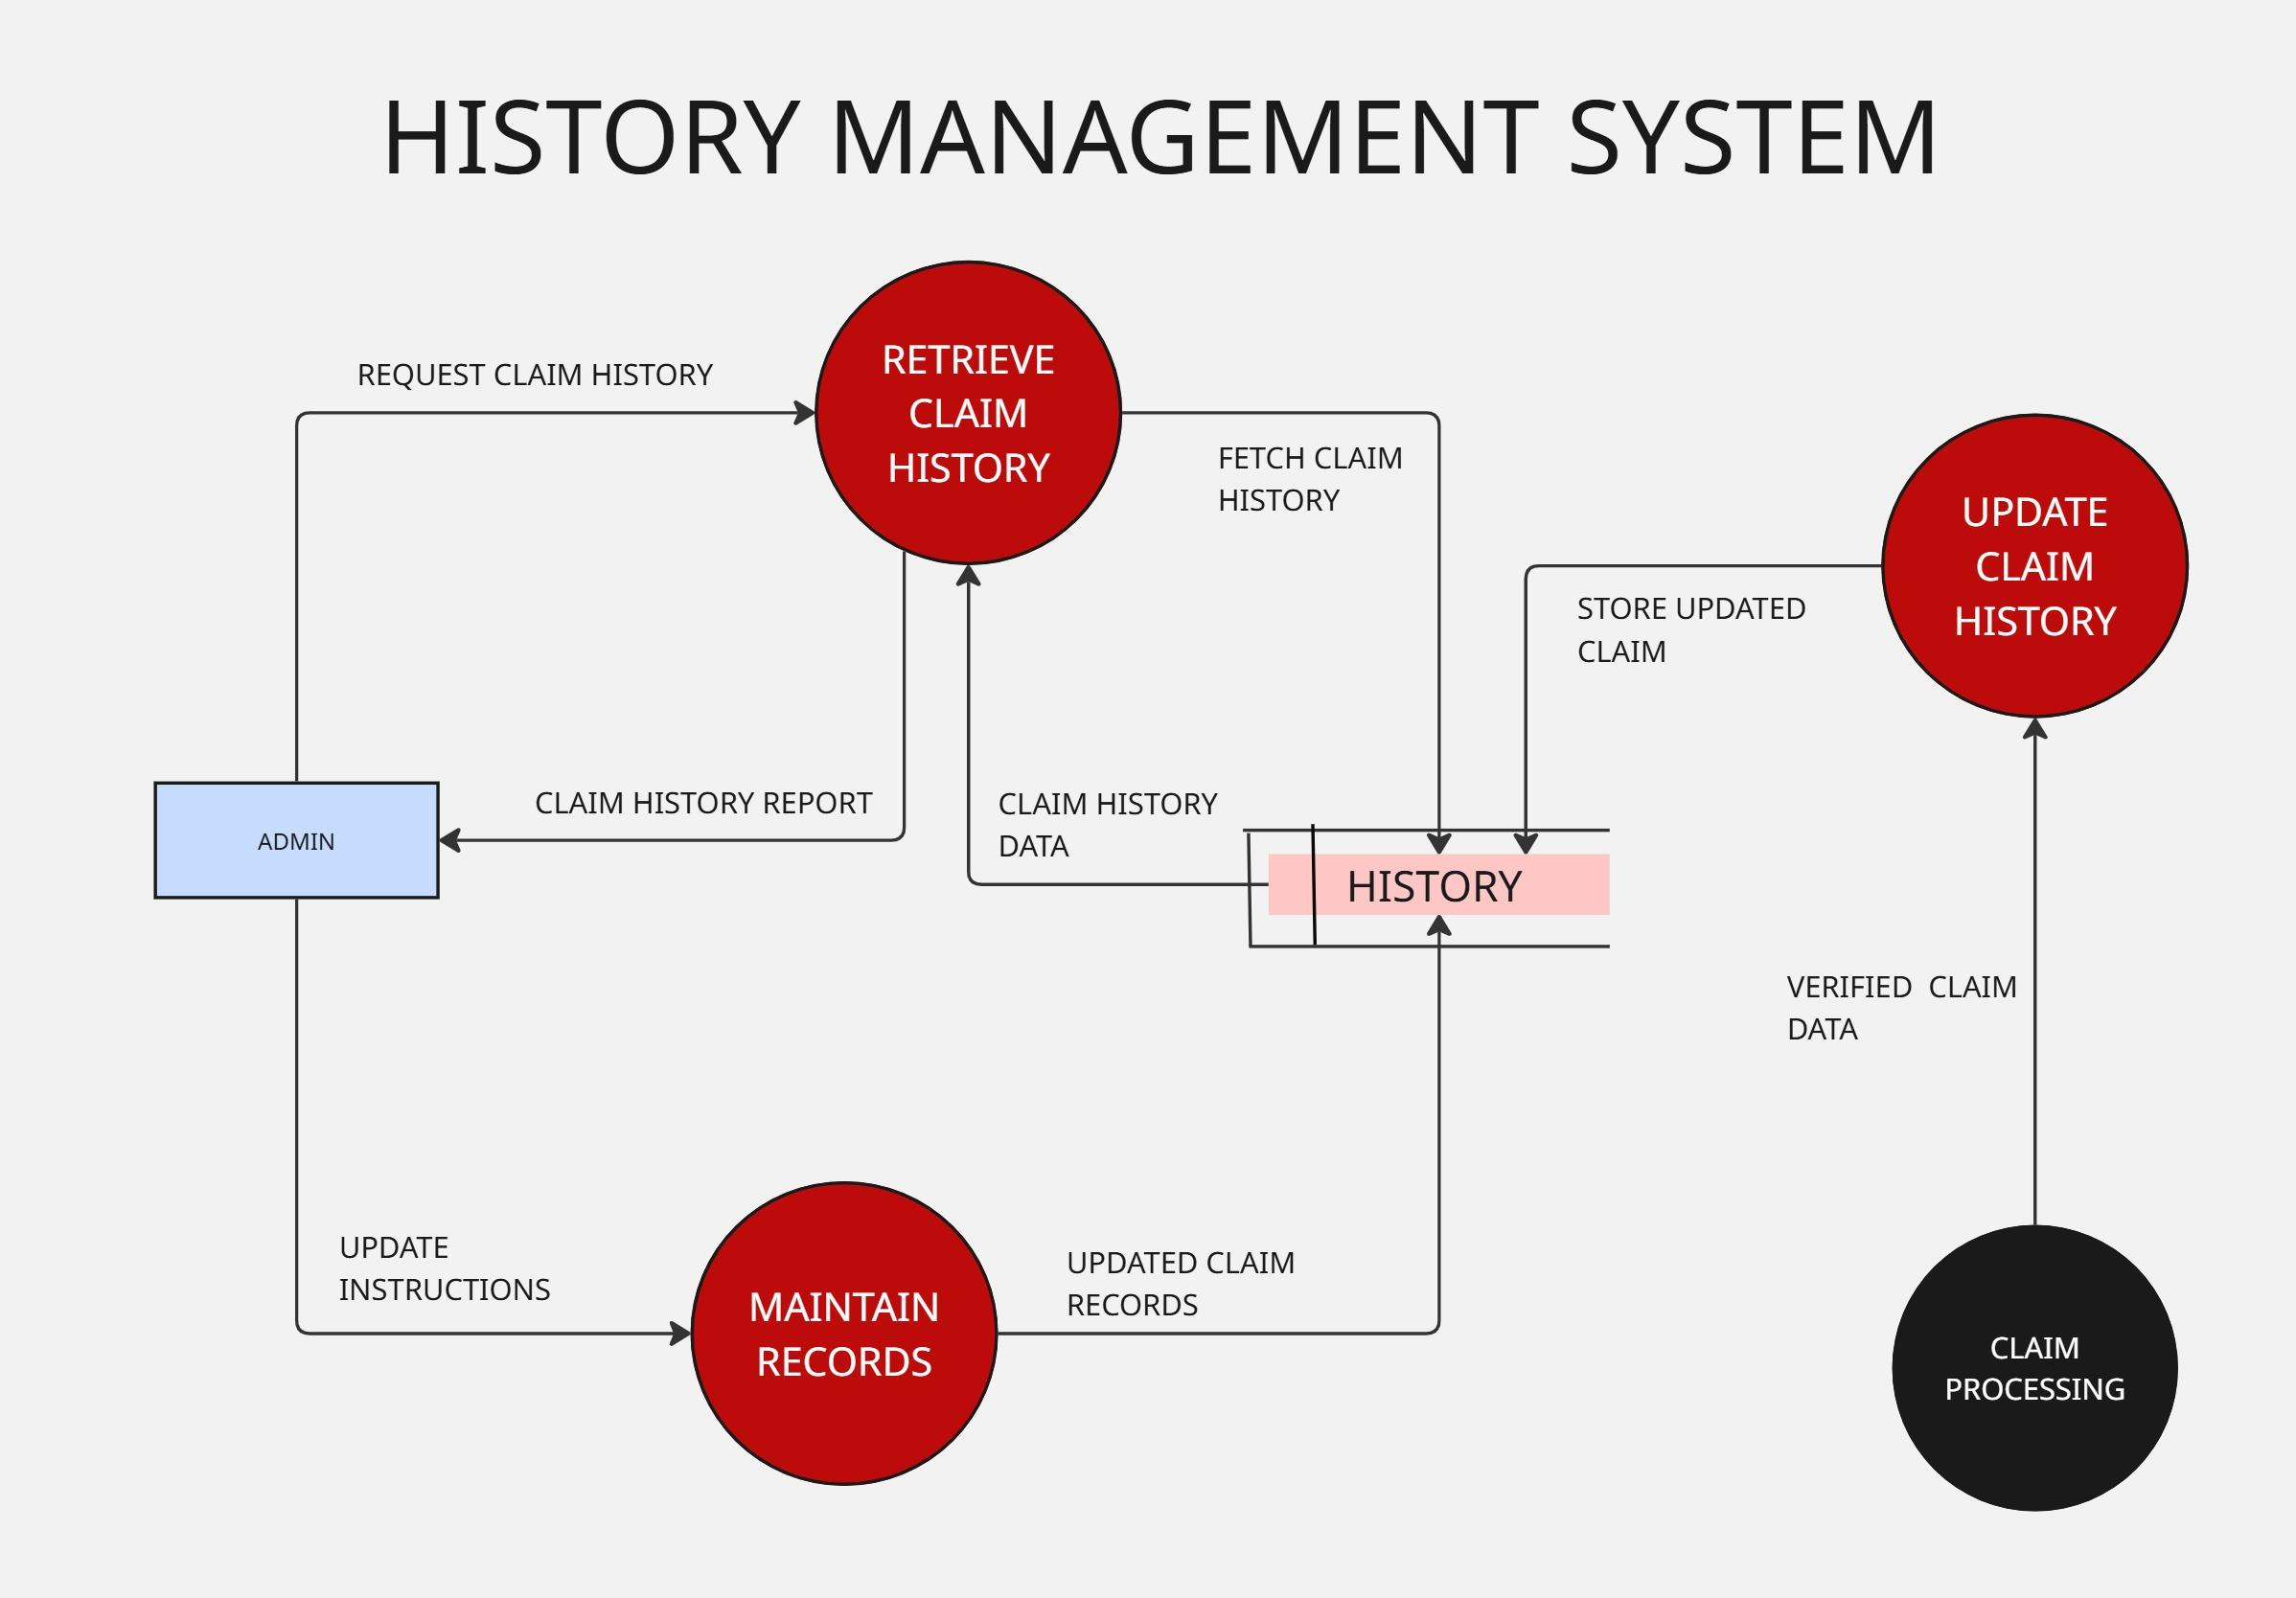 HISTORY MANAGEMENT SYSTEM
RETRIEVE
CLAIM
HISTORY
REQUEST CLAIM HISTORY
FETCH CLAIM
HISTORY
UPDATE
CLAIM
HISTORY
STORE UPDATED
CLAIM
CLAIM HISTORY REPORT
CLAIM HISTORY
DATA
ADMIN
HISTORY
VERIFIED  CLAIM
DATA
UPDATE
INSTRUCTIONS
MAINTAIN
RECORDS
UPDATED CLAIM
RECORDS
CLAIM
PROCESSING